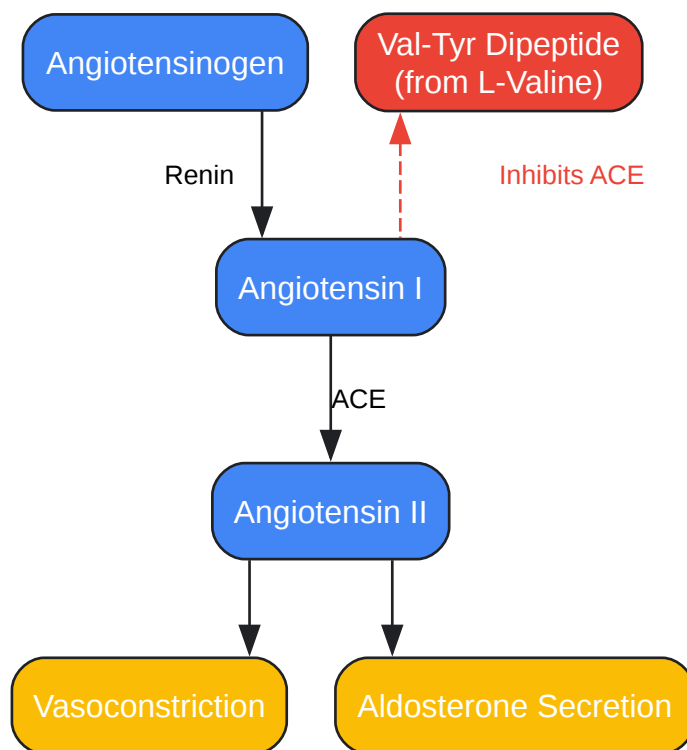 Angiotensinogen
Val-Tyr Dipeptide
(from L-Valine)
Renin
Inhibits ACE
Angiotensin I
ACE
Angiotensin II
Vasoconstriction
Aldosterone Secretion